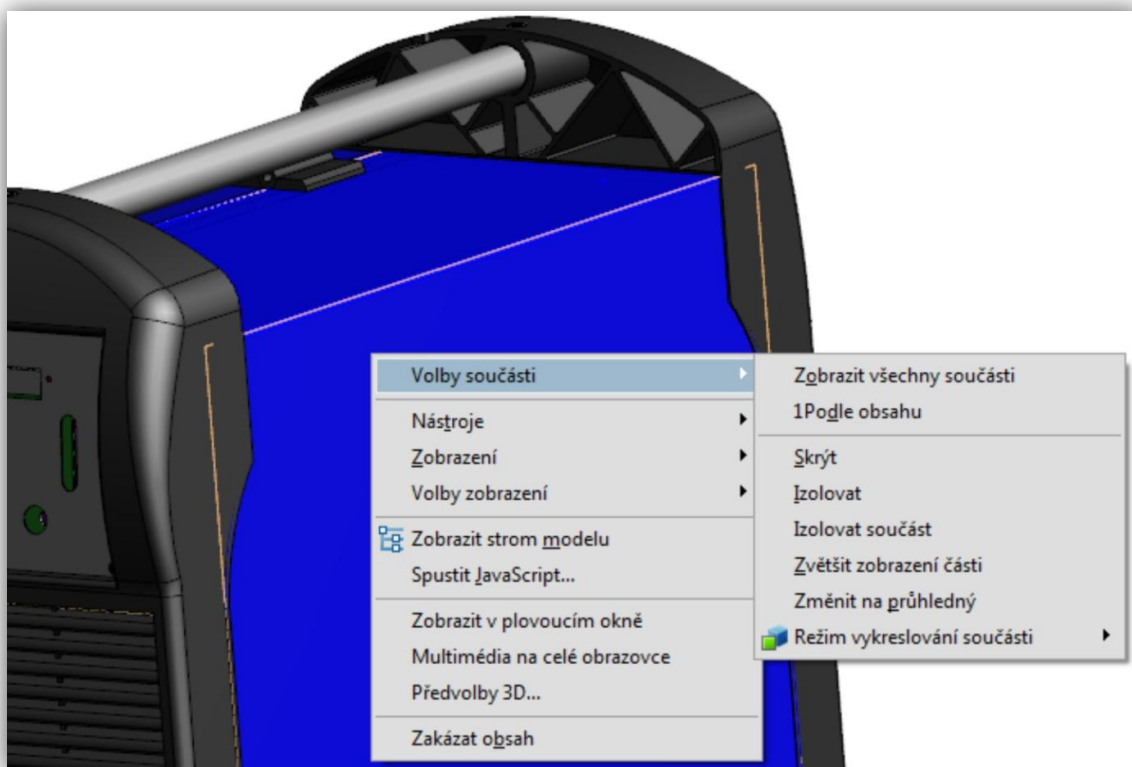 Volby součásti
Nástroje
Zobrazení
Volby zobrazení
Zobrazit strom modelu
Spustit JavaScript...
Zobrazit v plovoucím okně
Multimédia na celé obrazovce
Předvolby 3D...
Zakázat obsah
Zobrazit všechny součásti
1Podle obsahu
Skrýt
Izolovat
Izolovat součást
Zvětšit zobrazení části
Změnit na průhledný
Režim vykreslování součásti